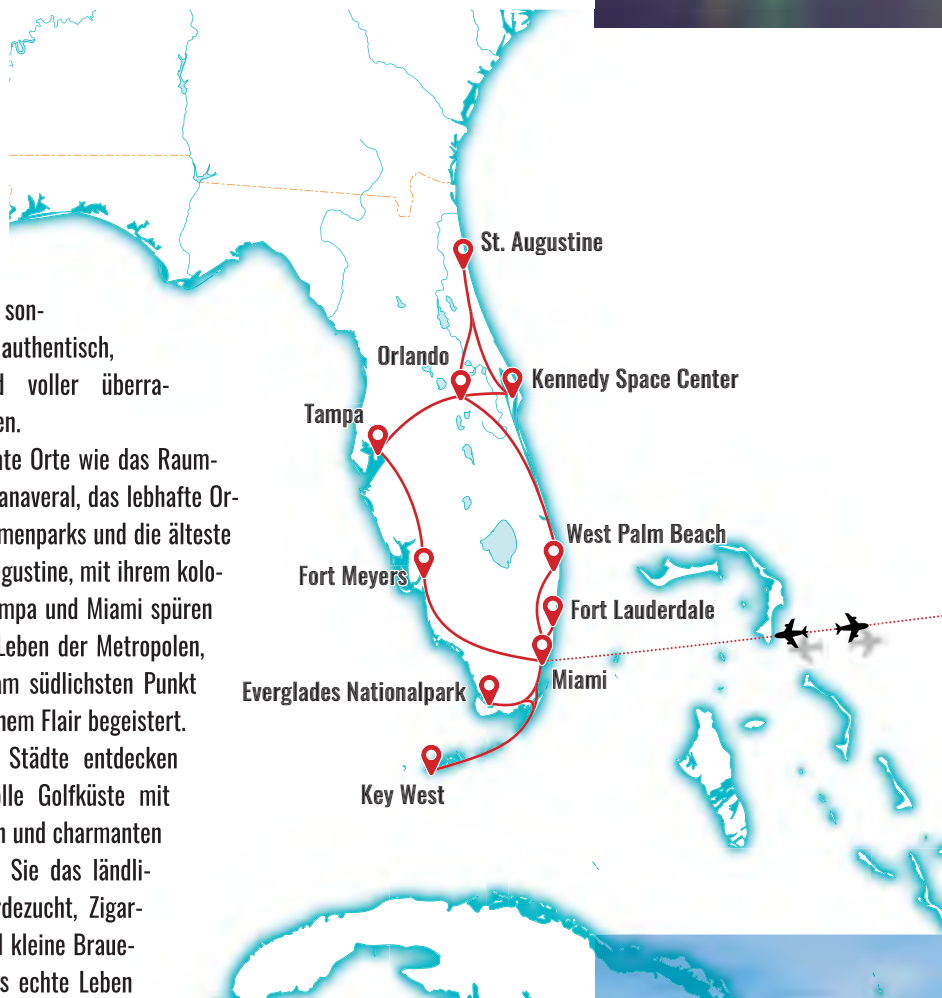 son-
authentisch,
voller überra-
en.
Orte wie das Raum-
anaveral, das lebhafte Or-
menparks und die älteste
gustine, mit ihrem kolo-
ampa und Miami spüren
Leben der Metropolen,
am südlichsten Punkt
nem Flair begeistert.
Städte entdecken
olle Golfküste mit
n und charmanten
Sie das ländli-
dezucht, Zigar-
kleine Braue-
s echte Leben
St. Augustine
Orlando
Kennedy Space Center
Tampa
West Palm Beach
Fort Meyers
Fort Lauderdale
Miami
Everglades Nationalpark
Key West